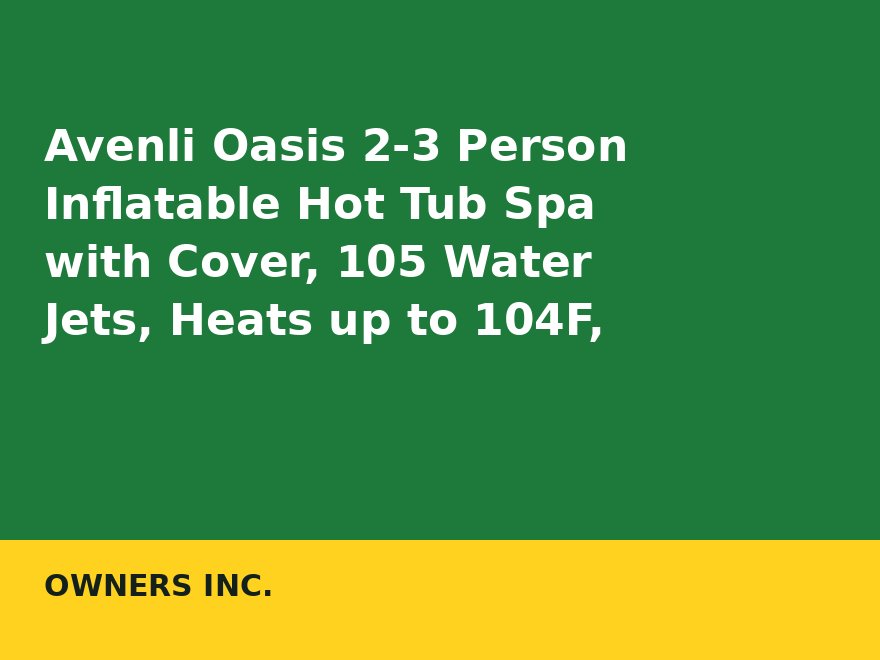 Avenli Oasis 2-3 Person
Inflatable Hot Tub Spa
with Cover, 105 Water
Jets, Heats up to 104F,
OWNERS INC.